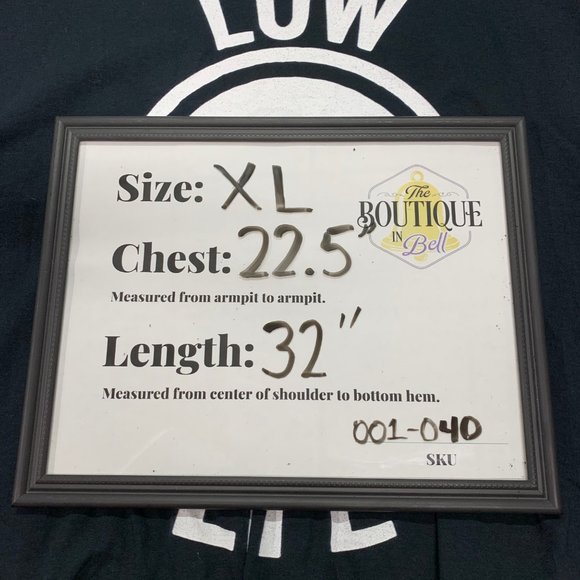 LOW
Size: XL
The
BOUTIQUE
IN
Bell
Chest: 22.5"
Measured from armpit to armpit.
Length: 32"
Measured from center of shoulder to bottom hem.
001-040
SKU